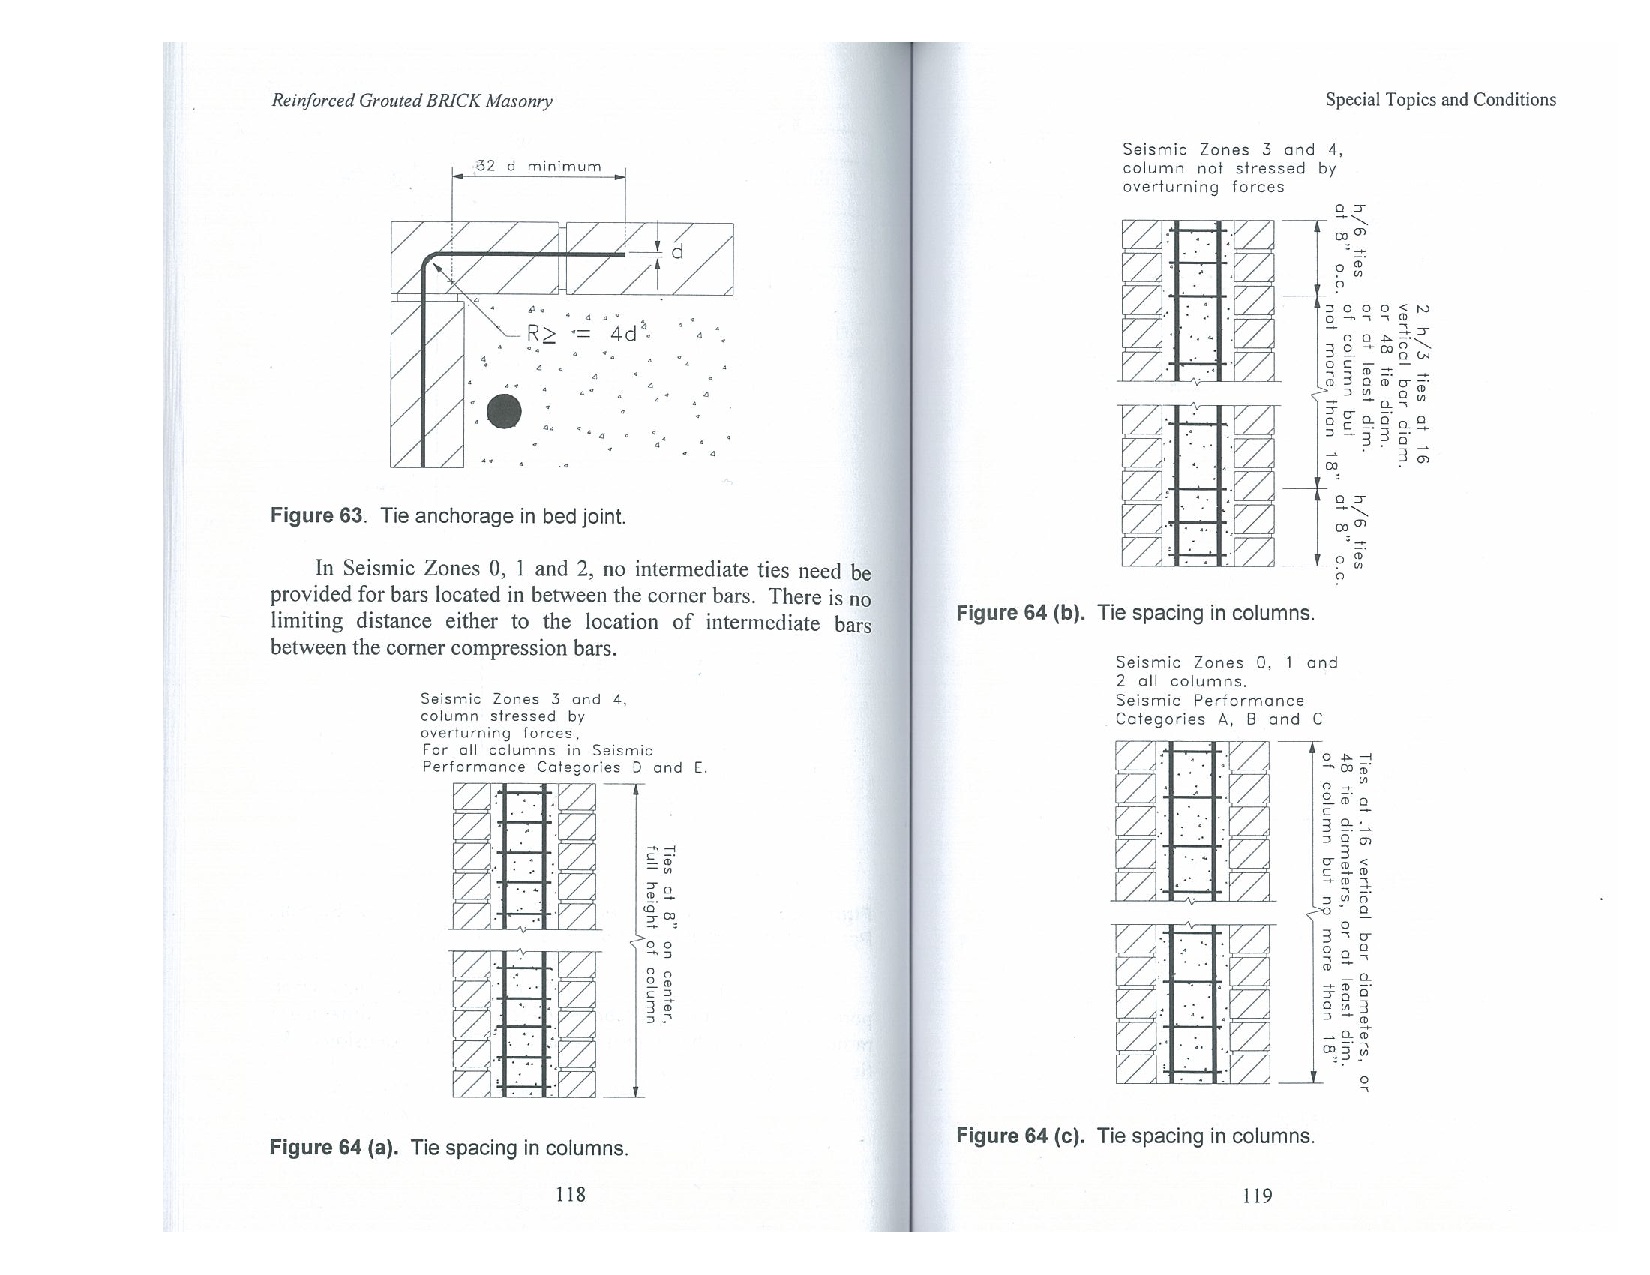 Reinforced Grouted BRICK Masonry
32 d minimum
d
R≥ = 4d
Figure 63. Tie anchorage in bed joint.
In Seismic Zones 0, 1 and 2, no intermediate ties need be
provided for bars located in between the corner bars. There is no
limiting distance either to the location of intermediate bars
between the corner compression bars.
Seismic Zones 3 and 4,
column stressed by
overturning forces,
For all columns in Seismic
Performance Categories D and E.
Ties at 8" on center,
full height of column
Figure 64 (a). Tie spacing in columns.
118
Special Topics and Conditions
Seismic Zones 3 and 4,
column not stressed by
overturning forces
h/6 ties
at 8" o.c.
2 h/3 ties at 16
vertical bar diam.
or 48 tie diam.
or at least dim.
of column but
not more than 18"
h/6 ties
at 8" o.c.
Figure 64 (b). Tie spacing in columns.
Seismic Zones 0, 1 and
2 all columns.
Seismic Performance
Categories A, B and C
Ties at 16 vertical bar diameters, or
48 tie diameters, or at least dim.
of column but no more than 18"
Figure 64 (c). Tie spacing in columns.
119